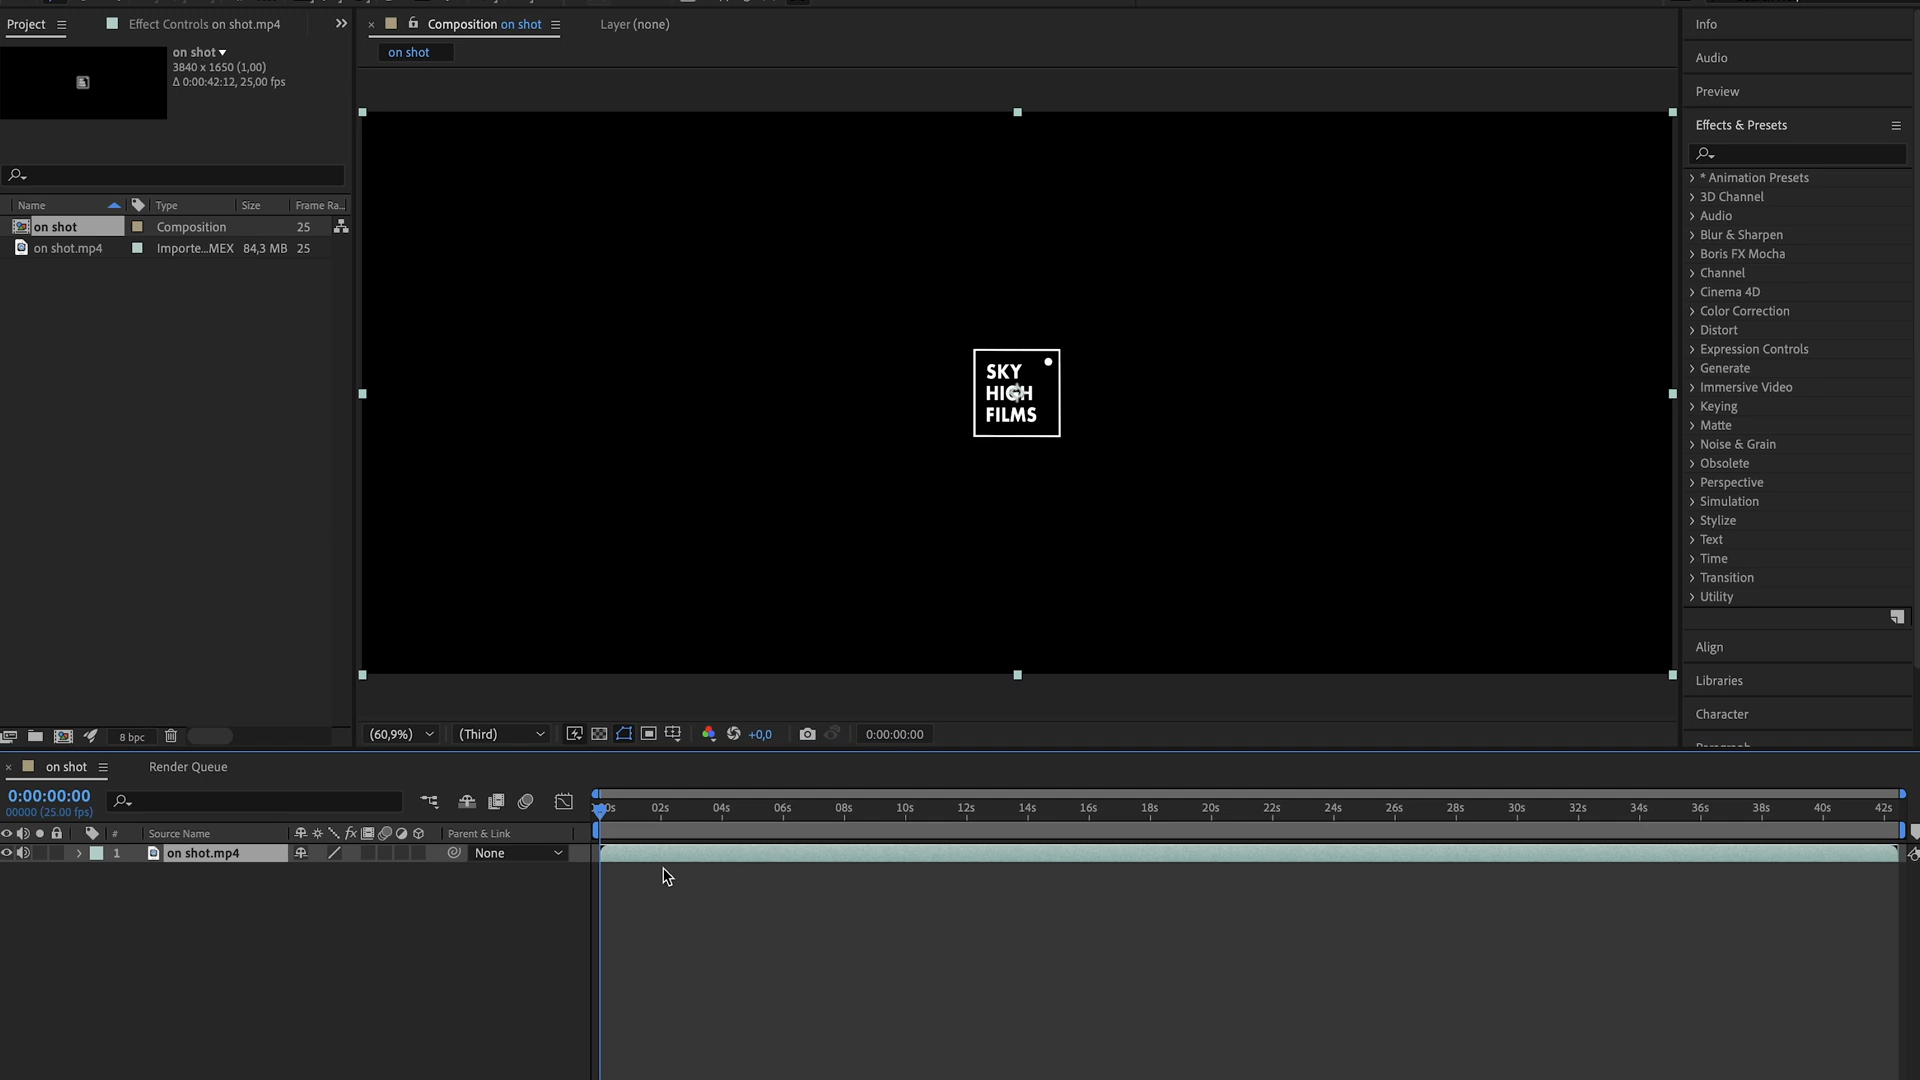 Project
Effect Controls on shot.mp4
Composition on shot
Layer (none)
on shot
on shot
3840 x 1650 (1,00)
Δ 0:00:42:12, 25,00 fps
Name
Type
Size
Frame Ra...
on shot
Composition
25
on shot.mp4
Importe...MEX
84,3 MB
25
SKY
HIGH
FILMS
Info
Audio
Preview
Effects & Presets
* Animation Presets
3D Channel
Audio
Blur & Sharpen
Boris FX Mocha
Channel
Cinema 4D
Color Correction
Distort
Expression Controls
Generate
Immersive Video
Keying
Matte
Noise & Grain
Obsolete
Perspective
Simulation
Stylize
Text
Time
Transition
Utility
Align
Libraries
Character
8 bpc
(60,9%)
(Third)
+0,0
0:00:00:00
on shot
Render Queue
0:00:00:00
00000 (25.00 fps)
02s 04s 06s 08s 10s 12s 14s 16s 18s 20s 22s 24s 26s 28s 30s 32s 34s 36s 38s 40s 42s
# Source Name
fx
Parent & Link
1 on shot.mp4
None